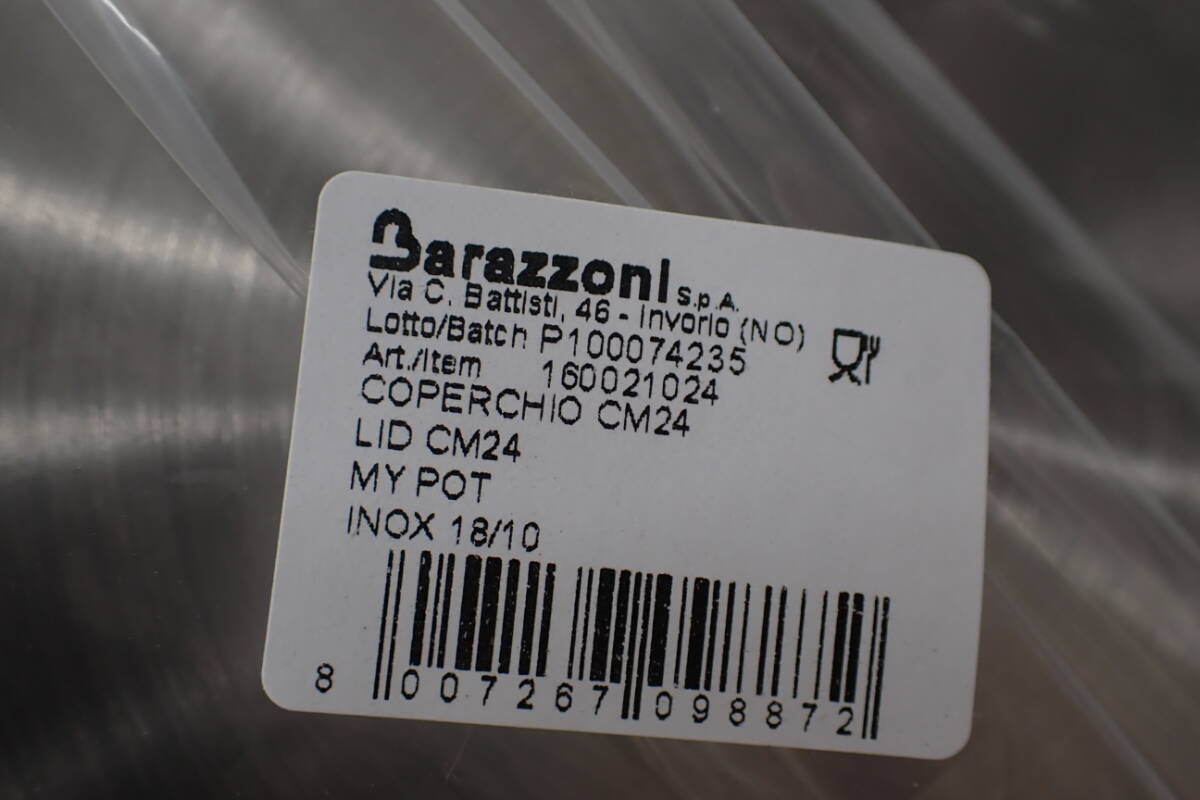 Barazzoni S.p.A.
Via C. Battisti, 46 - Invorio (NO)
Lotto/Batch P100074235
Art./Item 160021024
COPERCHIO CM24
LID CM24
MY POT
INOX 18/10
8 007267 098872